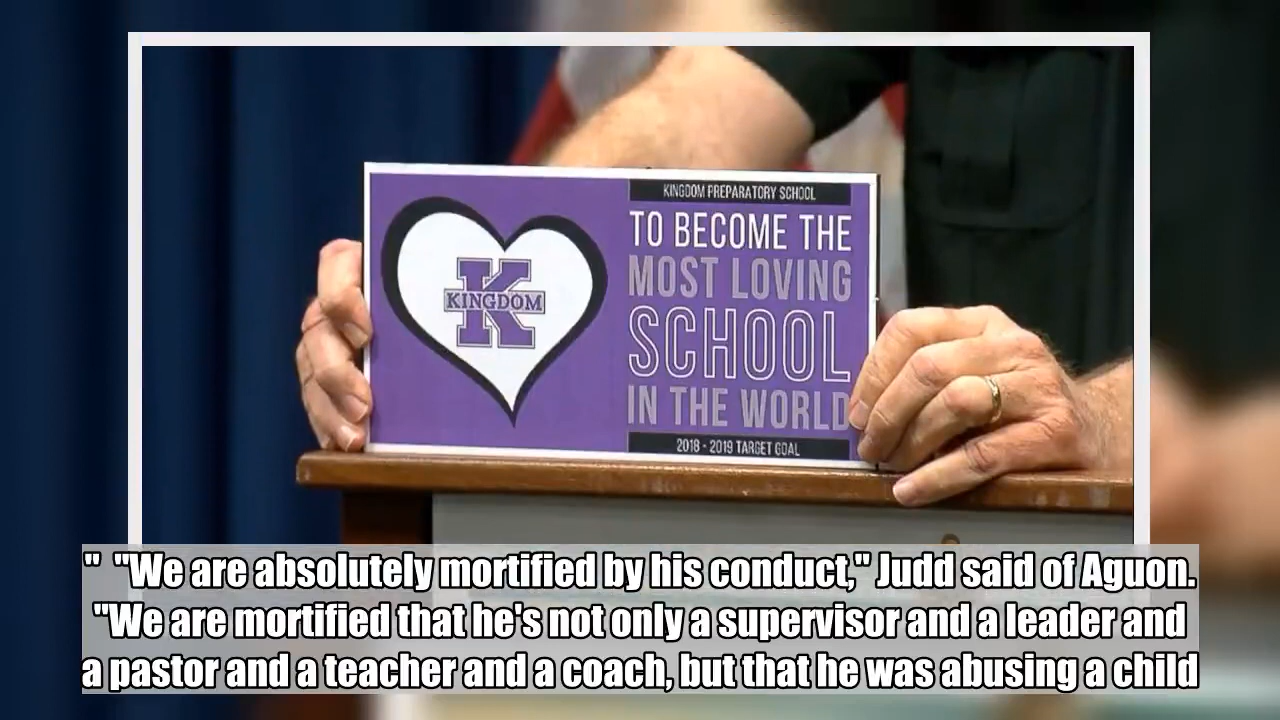 KINGDOM PREPARATORY SCHOOL
TO BECOME THE
MOST LOVING
SCHOOL
IN THE WORLD
2018 - 2019 TARGET GOAL
K
KINGDOM
" "We are absolutely mortified by his conduct," Judd said of Aguon.
"We are mortified that he's not only a supervisor and a leader and
a pastor and a teacher and a coach, but that he was abusing a child